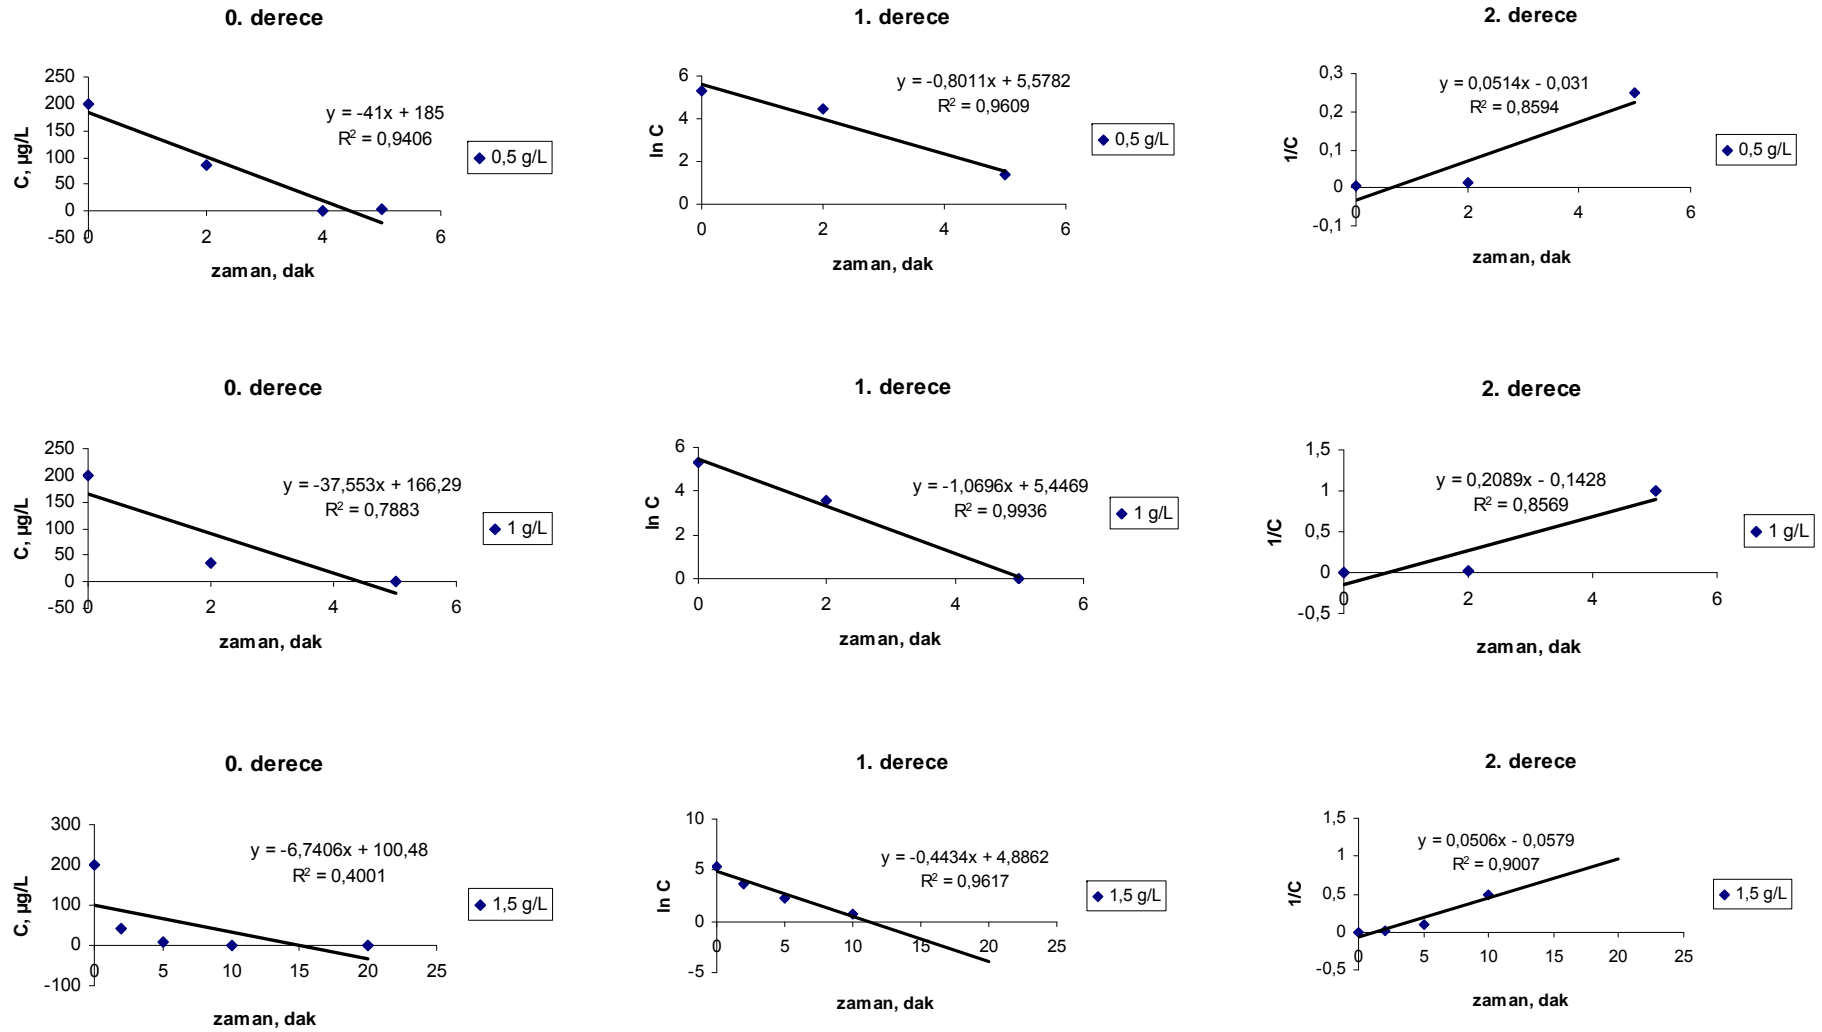 0. derece
250
200
150
100
50
0
-50
0
2
4
6
C, µg/L
zaman, dak
y = -41x + 185
R² = 0,9406
0,5 g/L
1. derece
6
4
2
0
0
2
4
6
ln C
zaman, dak
y = -0,8011x + 5,5782
R² = 0,9609
0,5 g/L
2. derece
0,3
0,2
0,1
0
-0,1
0
2
4
6
1/C
zaman, dak
y = 0,0514x - 0,031
R² = 0,8594
0,5 g/L
0. derece
250
200
150
100
50
0
-50
0
2
4
6
C, µg/L
zaman, dak
y = -37,553x + 166,29
R² = 0,7883
1 g/L
1. derece
6
4
2
0
0
2
4
6
ln C
zaman, dak
y = -1,0696x + 5,4469
R² = 0,9936
1 g/L
2. derece
1,5
1
0,5
0
-0,5
0
2
4
6
1/C
zaman, dak
y = 0,2089x - 0,1428
R² = 0,8569
1 g/L
0. derece
300
200
100
0
-100
0
5
10
15
20
25
C, µg/L
zaman, dak
y = -6,7406x + 100,48
R² = 0,4001
1,5 g/L
1. derece
10
5
0
-5
0
5
10
15
20
25
ln C
zaman, dak
y = -0,4434x + 4,8862
R² = 0,9617
1,5 g/L
2. derece
1,5
1
0,5
0
-0,5
0
5
10
15
20
25
1/C
zaman, dak
y = 0,0506x - 0,0579
R² = 0,9007
1,5 g/L